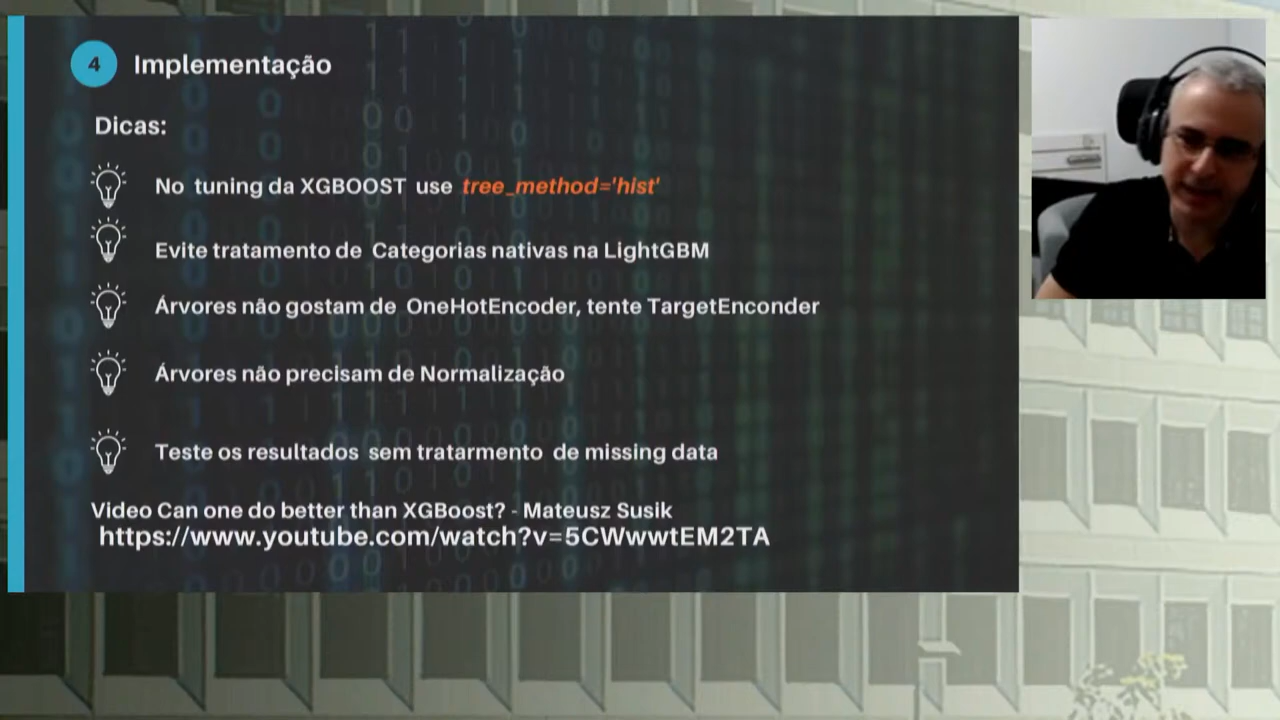 4 Implementação
Dicas:
No tuning da XGBOOST use tree_method='hist'
Evite tratamento de Categorias nativas na LightGBM
Árvores não gostam de OneHotEncoder, tente TargetEnconder
Árvores não precisam de Normalização
Teste os resultados sem tratarmento de missing data
Video Can one do better than XGBoost? - Mateusz Susik
https://www.youtube.com/watch?v=5CWwwtEM2TA